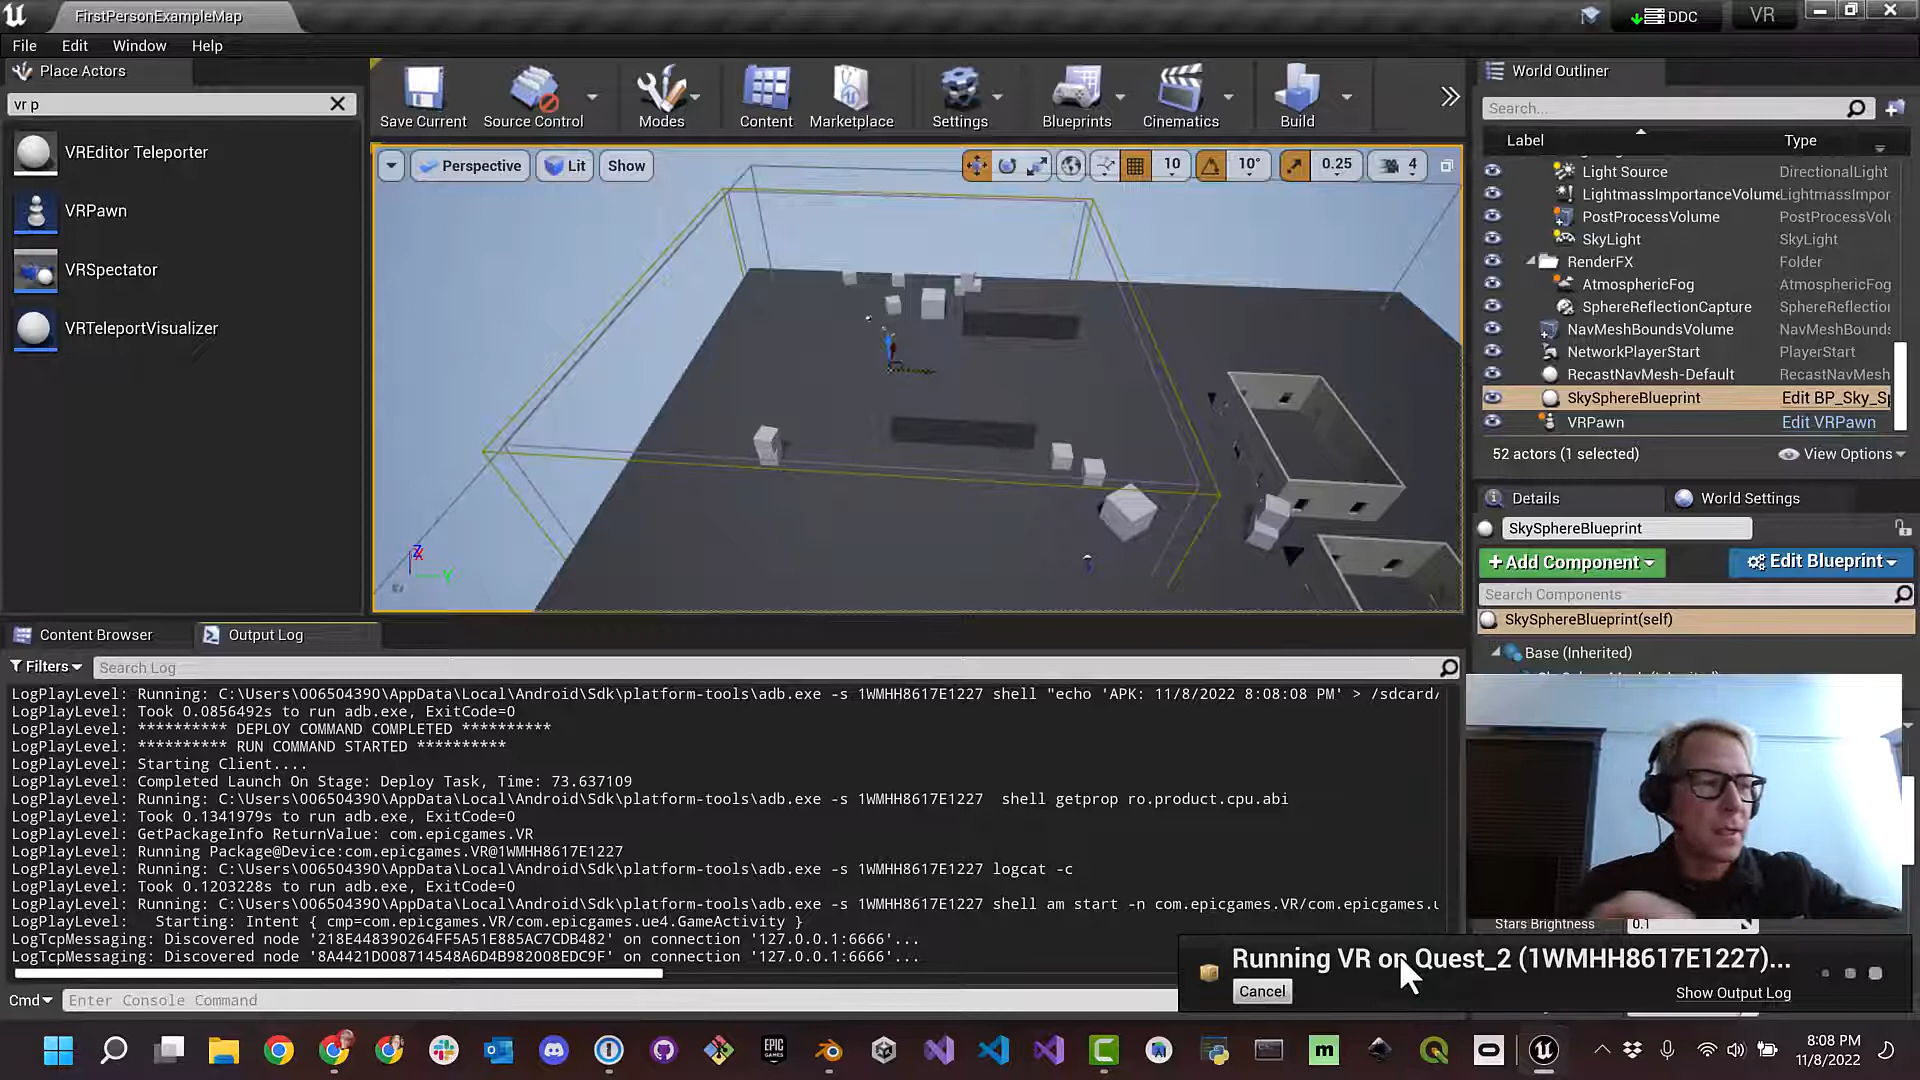 FirstPersonExampleMap
DDC
VR
File Edit Window Help
Place Actors
vr p
VREditor Teleporter
VRPawn
VRSpectator
VRTeleportVisualizer
Save Current
Source Control
Modes
Content
Marketplace
Settings
Blueprints
Cinematics
Build
Perspective
Lit
Show
10
10°
0.25
4
Z
X
Y
World Outliner
Search...
Label Type
Light Source DirectionalLight
LightmassImportanceVolume LightmassImpor
PostProcessVolume PostProcessVolu
SkyLight SkyLight
RenderFX Folder
AtmosphericFog AtmosphericFog
SphereReflectionCapture SphereReflection
NavMeshBoundsVolume NavMeshBounds
NetworkPlayerStart PlayerStart
RecastNavMesh-Default RecastNavMesh
SkySphereBlueprint Edit BP_Sky_Sp
VRPawn Edit VRPawn
52 actors (1 selected)
View Options
Details
World Settings
SkySphereBlueprint
+Add Component
Edit Blueprint
Search Components
SkySphereBlueprint(self)
Base (Inherited)
Stars Brightness 0.1
Content Browser
Output Log
Filters
Search Log
LogPlayLevel: Running: C:\Users\006504390\AppData\Local\Android\Sdk\platform-tools\adb.exe -s 1WMHH8617E1227 shell "echo 'APK: 11/8/2022 8:08:08 PM' > /sdcard/
LogPlayLevel: Took 0.0856492s to run adb.exe, ExitCode=0
LogPlayLevel: ********** DEPLOY COMMAND COMPLETED **********
LogPlayLevel: ********** RUN COMMAND STARTED **********
LogPlayLevel: Starting Client....
LogPlayLevel: Completed Launch On Stage: Deploy Task, Time: 73.637109
LogPlayLevel: Running: C:\Users\006504390\AppData\Local\Android\Sdk\platform-tools\adb.exe -s 1WMHH8617E1227  shell getprop ro.product.cpu.abi
LogPlayLevel: Took 0.1341979s to run adb.exe, ExitCode=0
LogPlayLevel: GetPackageInfo ReturnValue: com.epicgames.VR
LogPlayLevel: Running Package@Device:com.epicgames.VR@1WMHH8617E1227
LogPlayLevel: Running: C:\Users\006504390\AppData\Local\Android\Sdk\platform-tools\adb.exe -s 1WMHH8617E1227 logcat -c
LogPlayLevel: Took 0.1203228s to run adb.exe, ExitCode=0
LogPlayLevel: Running: C:\Users\006504390\AppData\Local\Android\Sdk\platform-tools\adb.exe -s 1WMHH8617E1227 shell am start -n com.epicgames.VR/com.epicgames.u
LogPlayLevel:   Starting: Intent { cmp=com.epicgames.VR/com.epicgames.ue4.GameActivity }
LogTcpMessaging: Discovered node '218E448390264FF5A51E885AC7CDB482' on connection '127.0.0.1:6666'...
LogTcpMessaging: Discovered node '8A4421D008714548A6D4B982008EDC9F' on connection '127.0.0.1:6666'...
Cmd
Enter Console Command
Running VR on Quest_2 (1WMHH8617E1227)...
Cancel
Show Output Log
EPIC
GAMES
m
8:08 PM
11/8/2022